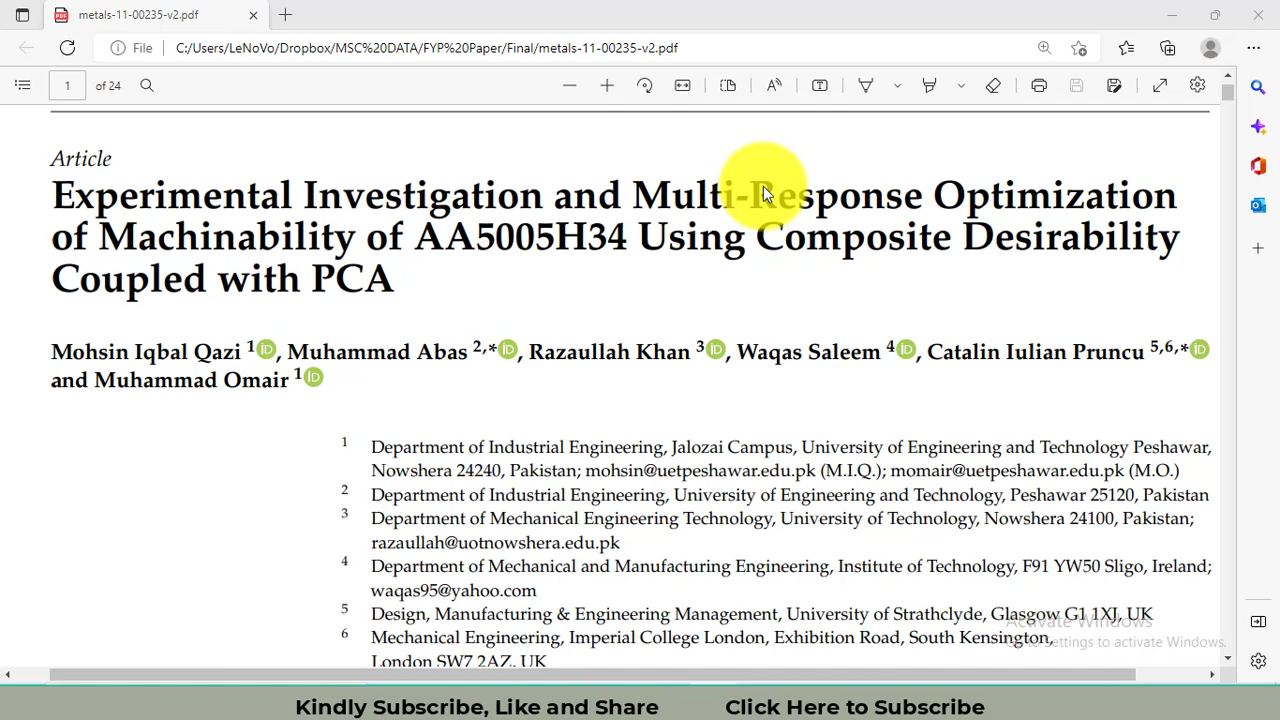 metals-11-00235-v2.pdf
File C:/Users/LeNoVo/Dropbox/MSC%20DATA/FYP%20Paper/Final/metals-11-00235-v2.pdf
1 of 24
Article
Experimental Investigation and Multi-Response Optimization
of Machinability of AA5005H34 Using Composite Desirability
Coupled with PCA
Mohsin Iqbal Qazi 1 iD, Muhammad Abas 2,* iD, Razaullah Khan 3 iD, Waqas Saleem 4 iD, Catalin Iulian Pruncu 5,6,* iD
and Muhammad Omair 1 iD
1 Department of Industrial Engineering, Jalozai Campus, University of Engineering and Technology Peshawar,
Nowshera 24240, Pakistan; mohsin@uetpeshawar.edu.pk (M.I.Q.); momair@uetpeshawar.edu.pk (M.O.)
2 Department of Industrial Engineering, University of Engineering and Technology, Peshawar 25120, Pakistan
3 Department of Mechanical Engineering Technology, University of Technology, Nowshera 24100, Pakistan;
razaullah@uotnowshera.edu.pk
4 Department of Mechanical and Manufacturing Engineering, Institute of Technology, F91 YW50 Sligo, Ireland;
waqas95@yahoo.com
5 Design, Manufacturing & Engineering Management, University of Strathclyde, Glasgow G1 1XJ, UK
6 Mechanical Engineering, Imperial College London, Exhibition Road, South Kensington,
London SW7 2AZ, UK
Activate Windows
Go to Settings to activate Windows.
Kindly Subscribe, Like and Share Click Here to Subscribe